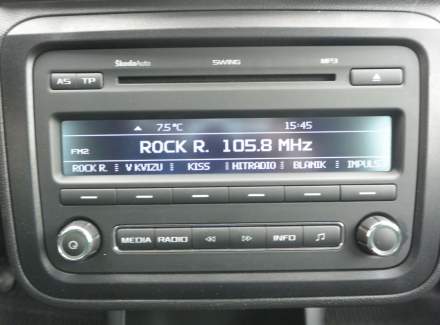 ŠkodaAuto SWING MP3
AS TP
7.5°C 15:45
FM2 ROCK R. 105.8 MHz
ROCK R. V KVIZU KISS HITRADIO BLANIK IMPULS
MEDIA RADIO INFO